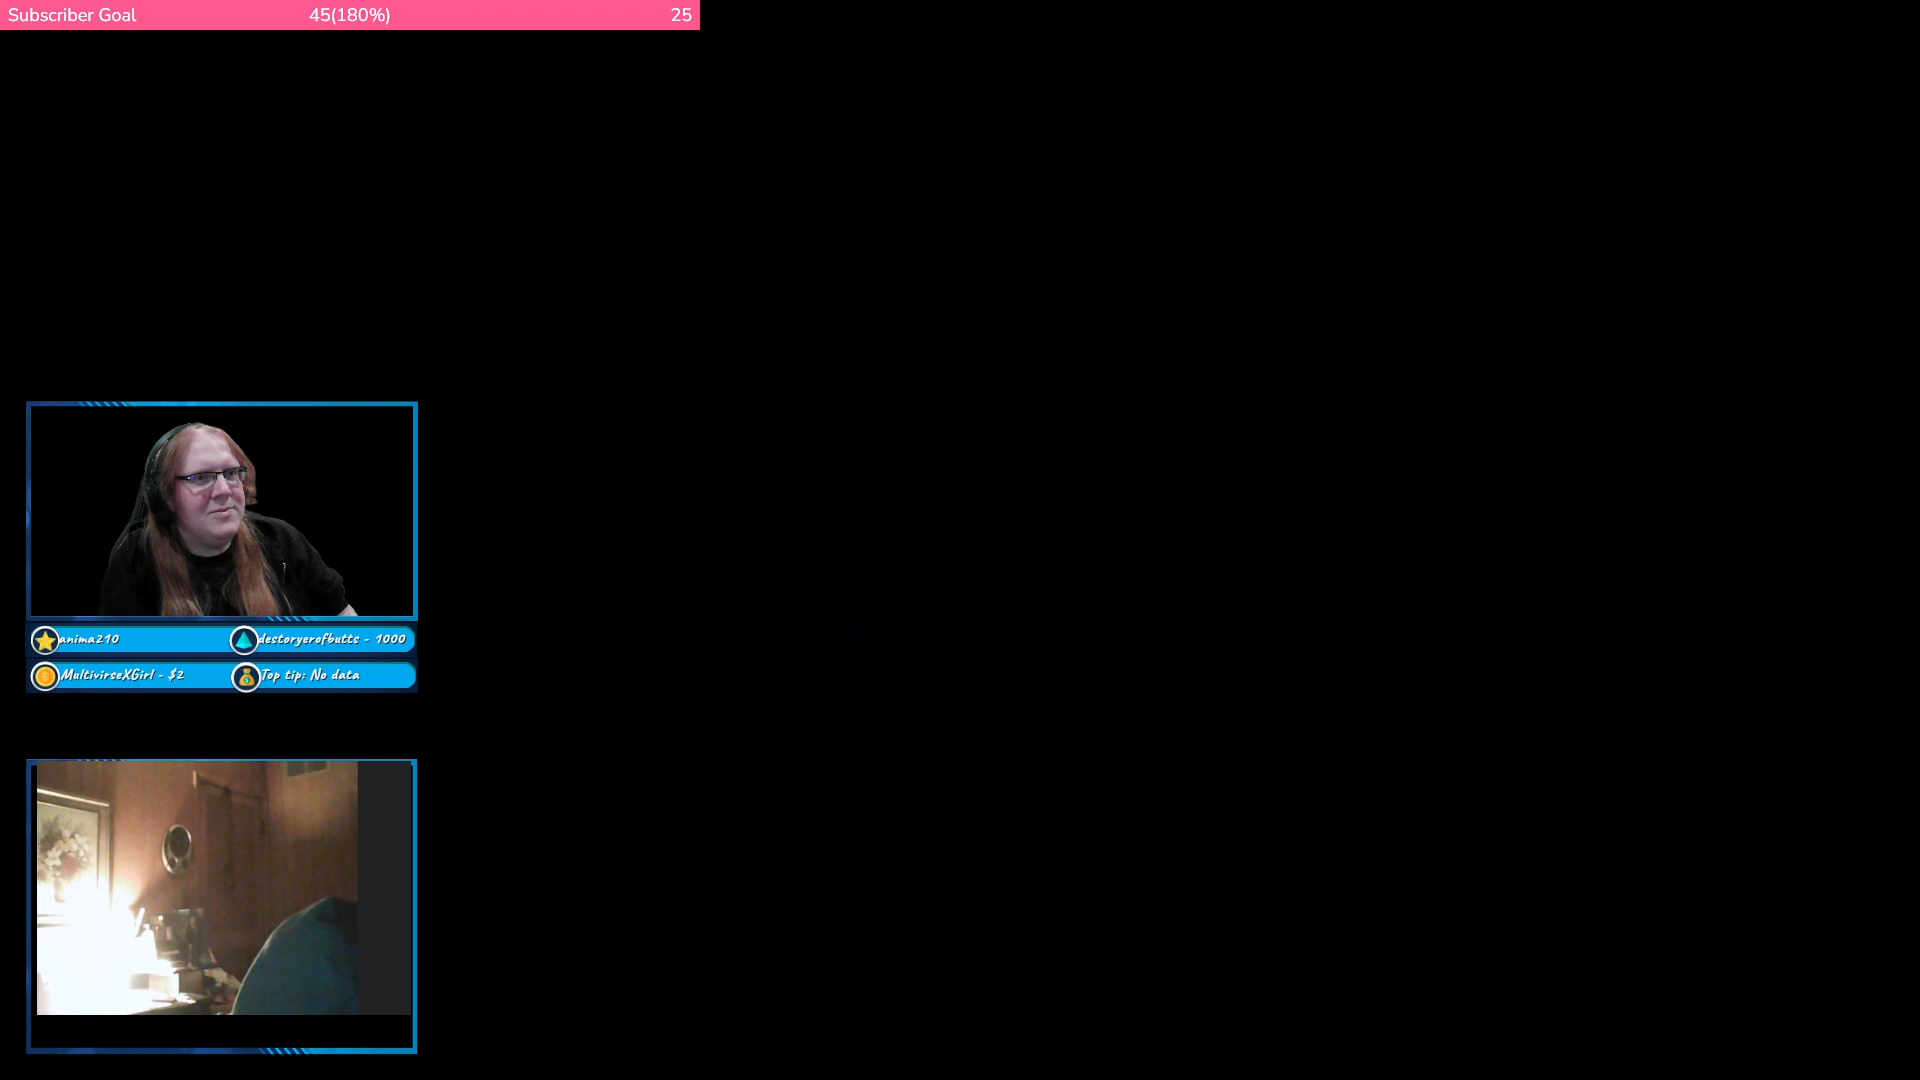 Subscriber Goal 45(180%) 25
anima210 destoryerofbutts - 1000
MultivirseXGirl - $2 Top tip: No data